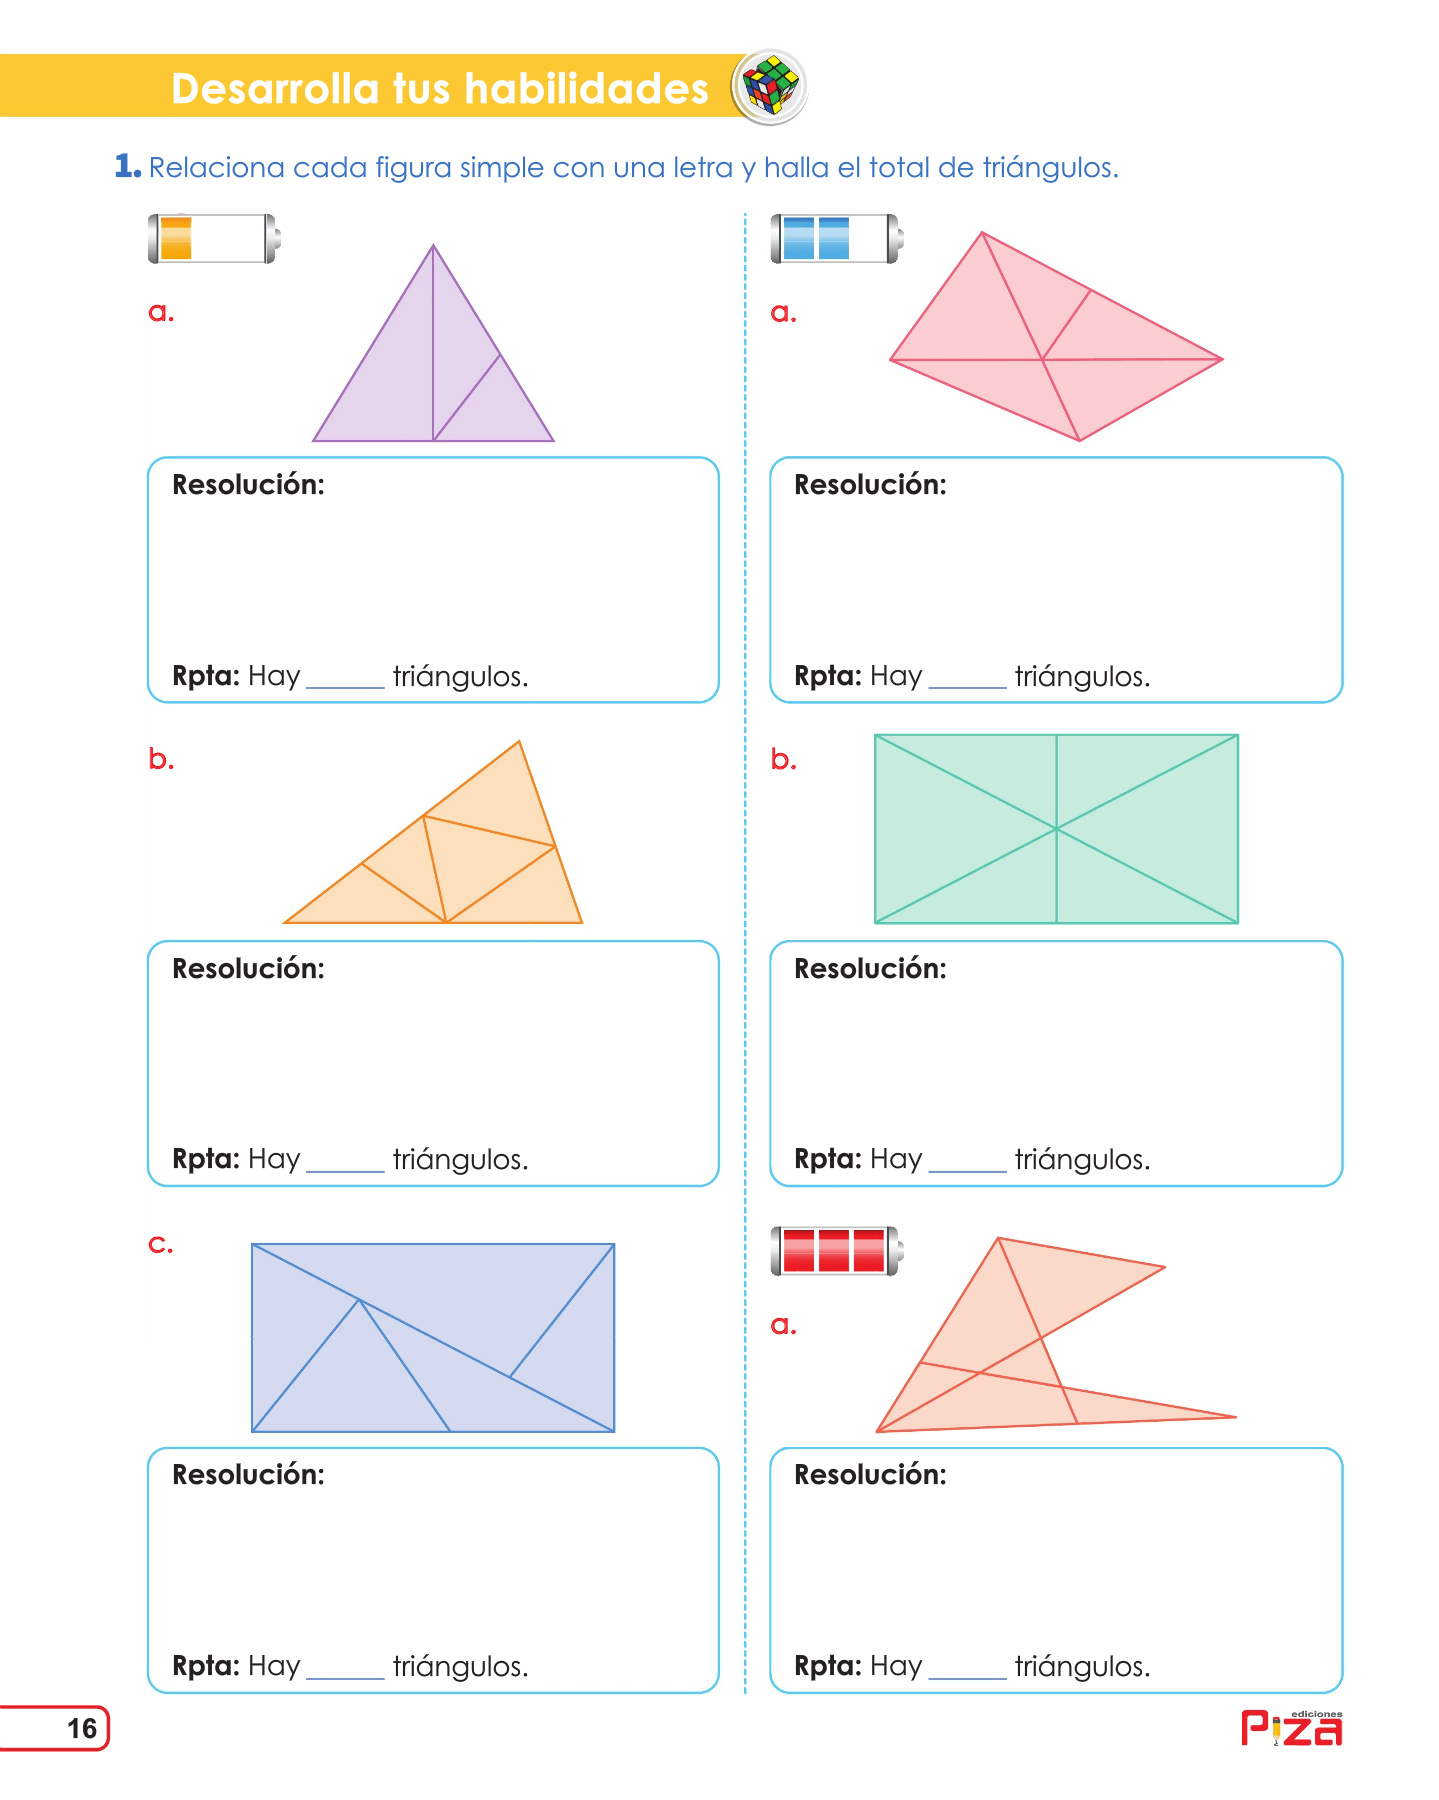 Desarrolla tus habilidades
1. Relaciona cada figura simple con una letra y halla el total de triángulos.
a.
Resolución:
Rpta: Hay ______ triángulos.
b.
Resolución:
Rpta: Hay ______ triángulos.
c.
Resolución:
Rpta: Hay ______ triángulos.
a.
Resolución:
Rpta: Hay ______ triángulos.
b.
Resolución:
Rpta: Hay ______ triángulos.
a.
Resolución:
Rpta: Hay ______ triángulos.
16
ediciones
Piza